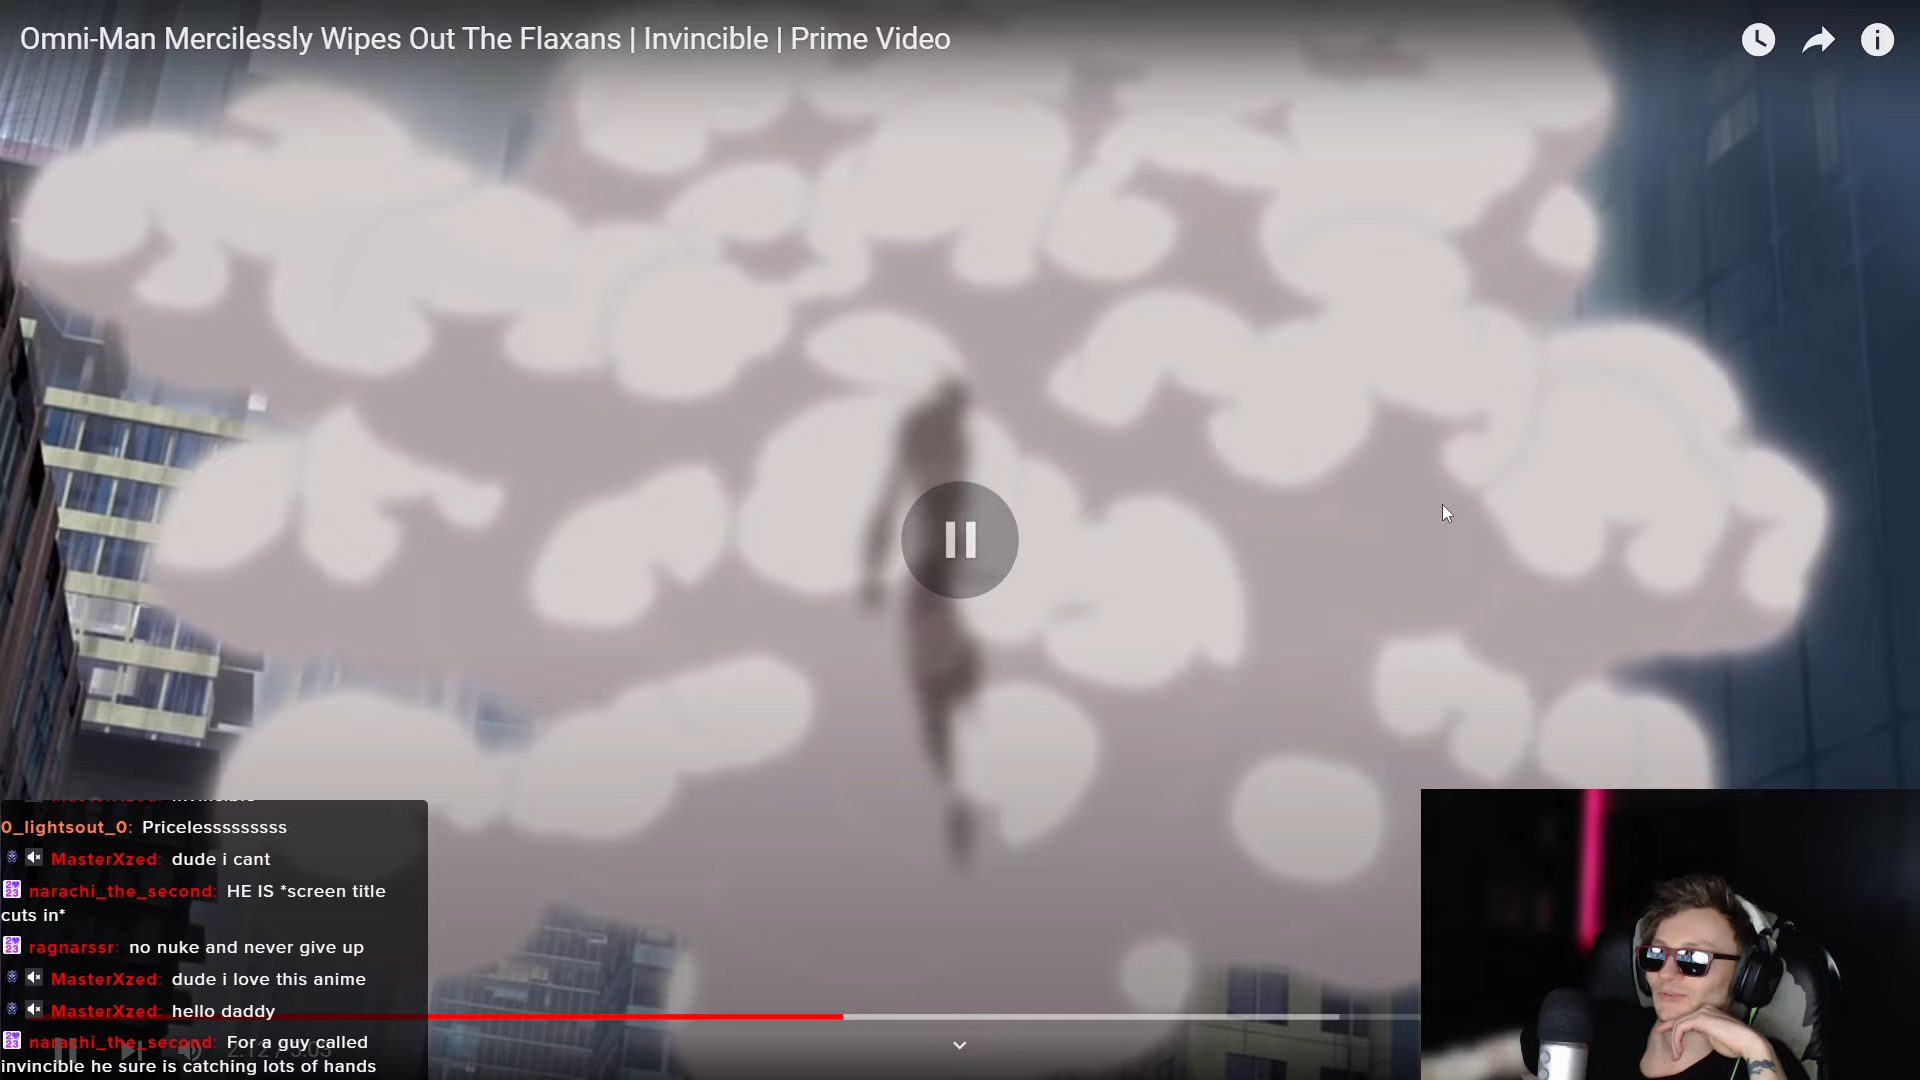 Omni-Man Mercilessly Wipes Out The Flaxans | Invincible | Prime Video
0_lightsout_0: Pricelesssssssss
MasterXzed: dude i cant
narachi_the_second: HE IS *screen title
cuts in*
ragnarssr: no nuke and never give up
MasterXzed: dude i love this anime
MasterXzed: hello daddy
narachi_the_second: For a guy called
invincible he sure is catching lots of hands